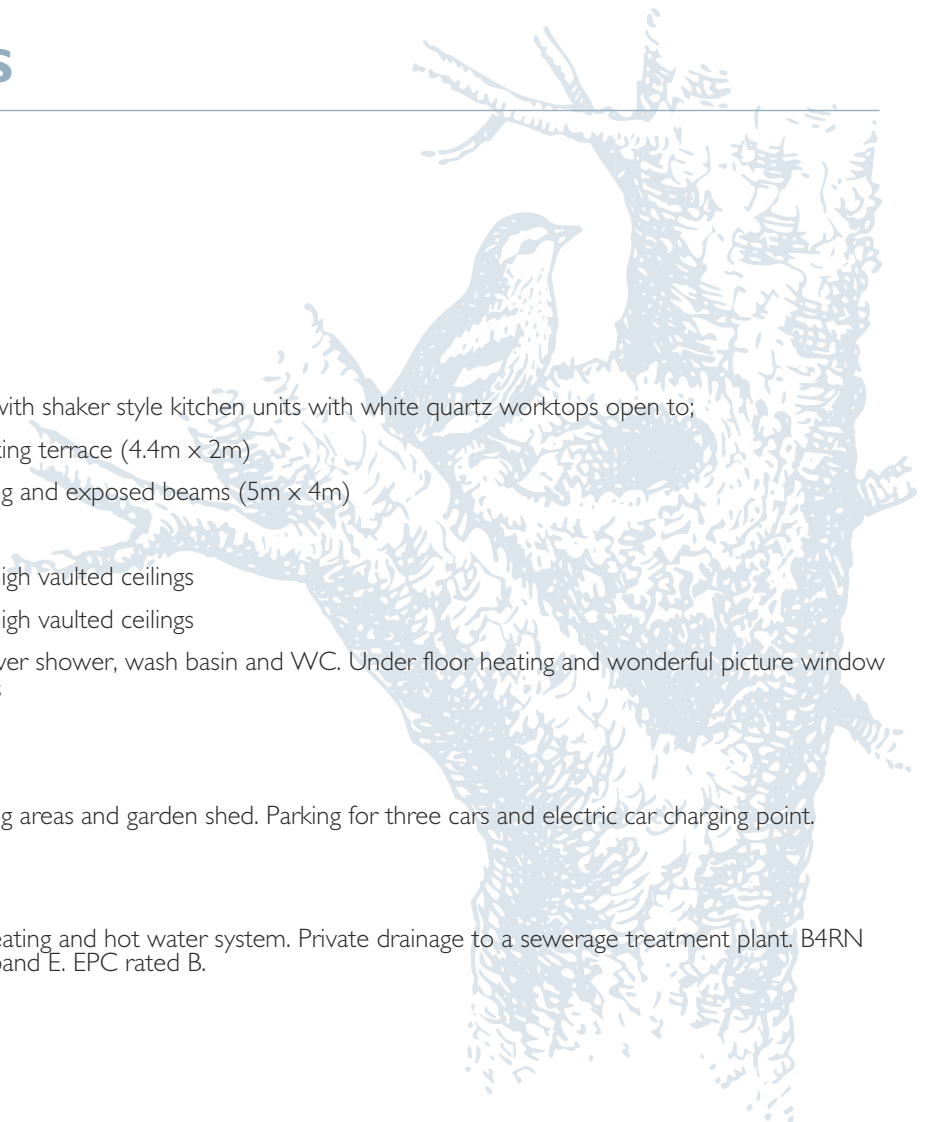 s
with shaker style kitchen units with white quartz worktops open to;
ting terrace (4.4m x 2m)
g and exposed beams (5m x 4m)
igh vaulted ceilings
igh vaulted ceilings
ver shower, wash basin and WC. Under floor heating and wonderful picture window
s
g areas and garden shed. Parking for three cars and electric car charging point.
eating and hot water system. Private drainage to a sewerage treatment plant. B4RN
band E. EPC rated B.